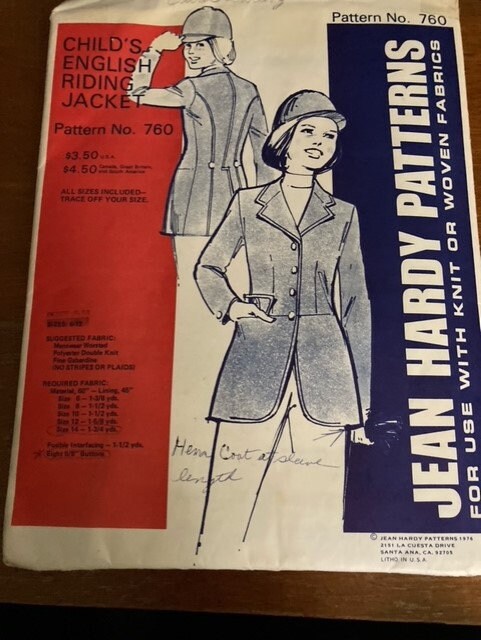 Pattern No. 760
CHILD'S
ENGLISH
RIDING
JACKET
Pattern No. 760
$3.50 U.S.A.
$4.50
ALL SIZES INCLUDED—
TRACE OFF YOUR SIZE.
SUGGESTED FABRIC:
Menswear Worsted
Polyester Double Knit
Fine Gabardine
(NO STRIPES OR PLAIDS)
REQUIRED FABRIC:
Material, 60" — Lining, 45"
Size 6 — 1-3/8 yds.
Size 8 — 1-1/2 yds.
Size 10 — 1-1/2 yds.
Size 12 — 1-5/8 yds.
Size 14 — 1-3/4 yds.
Fusible Interfacing — 1-1/2 yds.
Eight 5/8" Buttons
Hem Coat at sleeve
length
JEAN HARDY PATTERNS
FOR USE WITH KNIT OR WOVEN FABRICS
© JEAN HARDY PATTERNS 1976
2151 LA CUESTA DRIVE
SANTA ANA, CA. 92705
LITHO IN U.S.A.